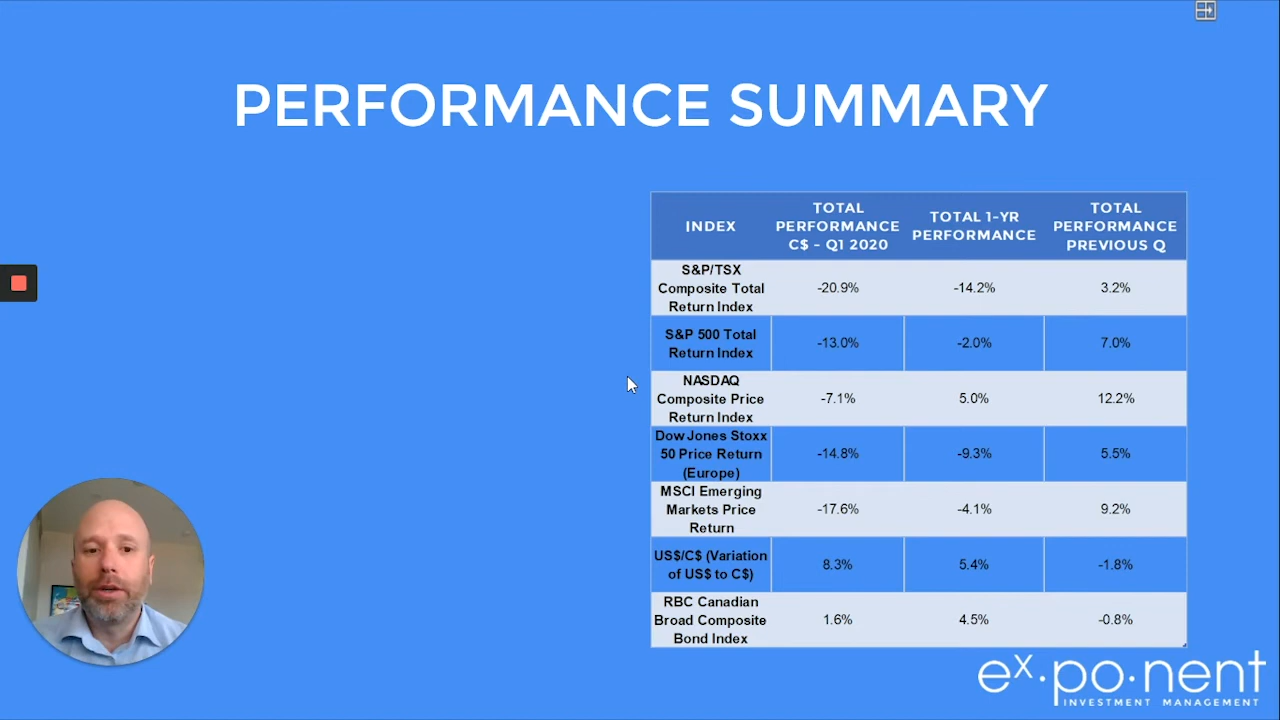 PERFORMANCE SUMMARY
INDEX
TOTAL
PERFORMANCE
C$ - Q1 2020
TOTAL 1-YR
PERFORMANCE
TOTAL
PERFORMANCE
PREVIOUS Q
S&P/TSX
Composite Total
Return Index
-20.9%
-14.2%
3.2%
S&P 500 Total
Return Index
-13.0%
-2.0%
7.0%
NASDAQ
Composite Price
Return Index
-7.1%
5.0%
12.2%
Dow Jones Stoxx
50 Price Return
(Europe)
-14.8%
-9.3%
5.5%
MSCI Emerging
Markets Price
Return
-17.6%
-4.1%
9.2%
US$/C$ (Variation
of US$ to C$)
8.3%
5.4%
-1.8%
RBC Canadian
Broad Composite
Bond Index
1.6%
4.5%
-0.8%
ex·po·nent
INVESTMENT MANAGEMENT